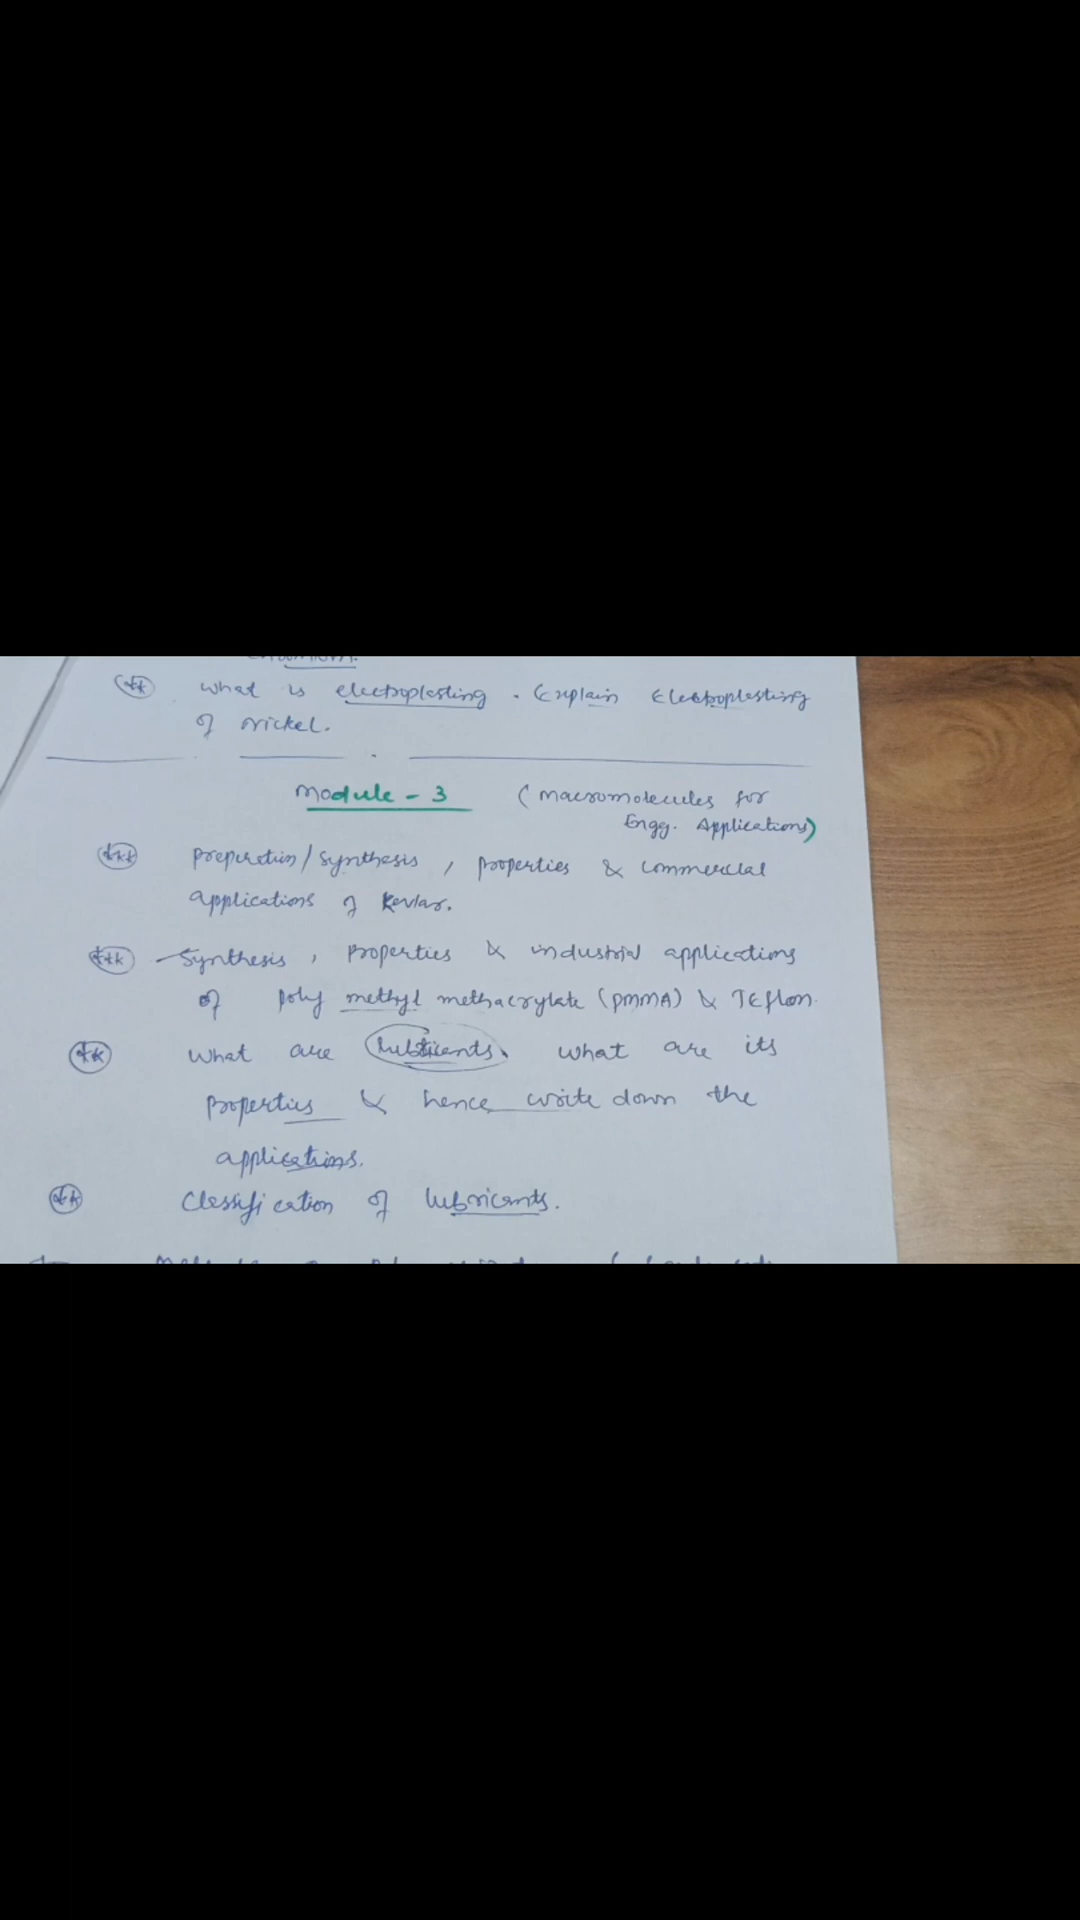 What is electroplating. Explain Electroplating
of Nickel.
Module - 3 (Macromolecules for
Engg. Applications)
*** preparation/synthesis, properties & commercial
applications of Kevlar.
*** Synthesis, properties & industrial applications
of poly methyl methacrylate (PMMA) & TEflon.
** What are lubricants. What are its
properties & hence write down the
applications.
** Classification of lubricants.